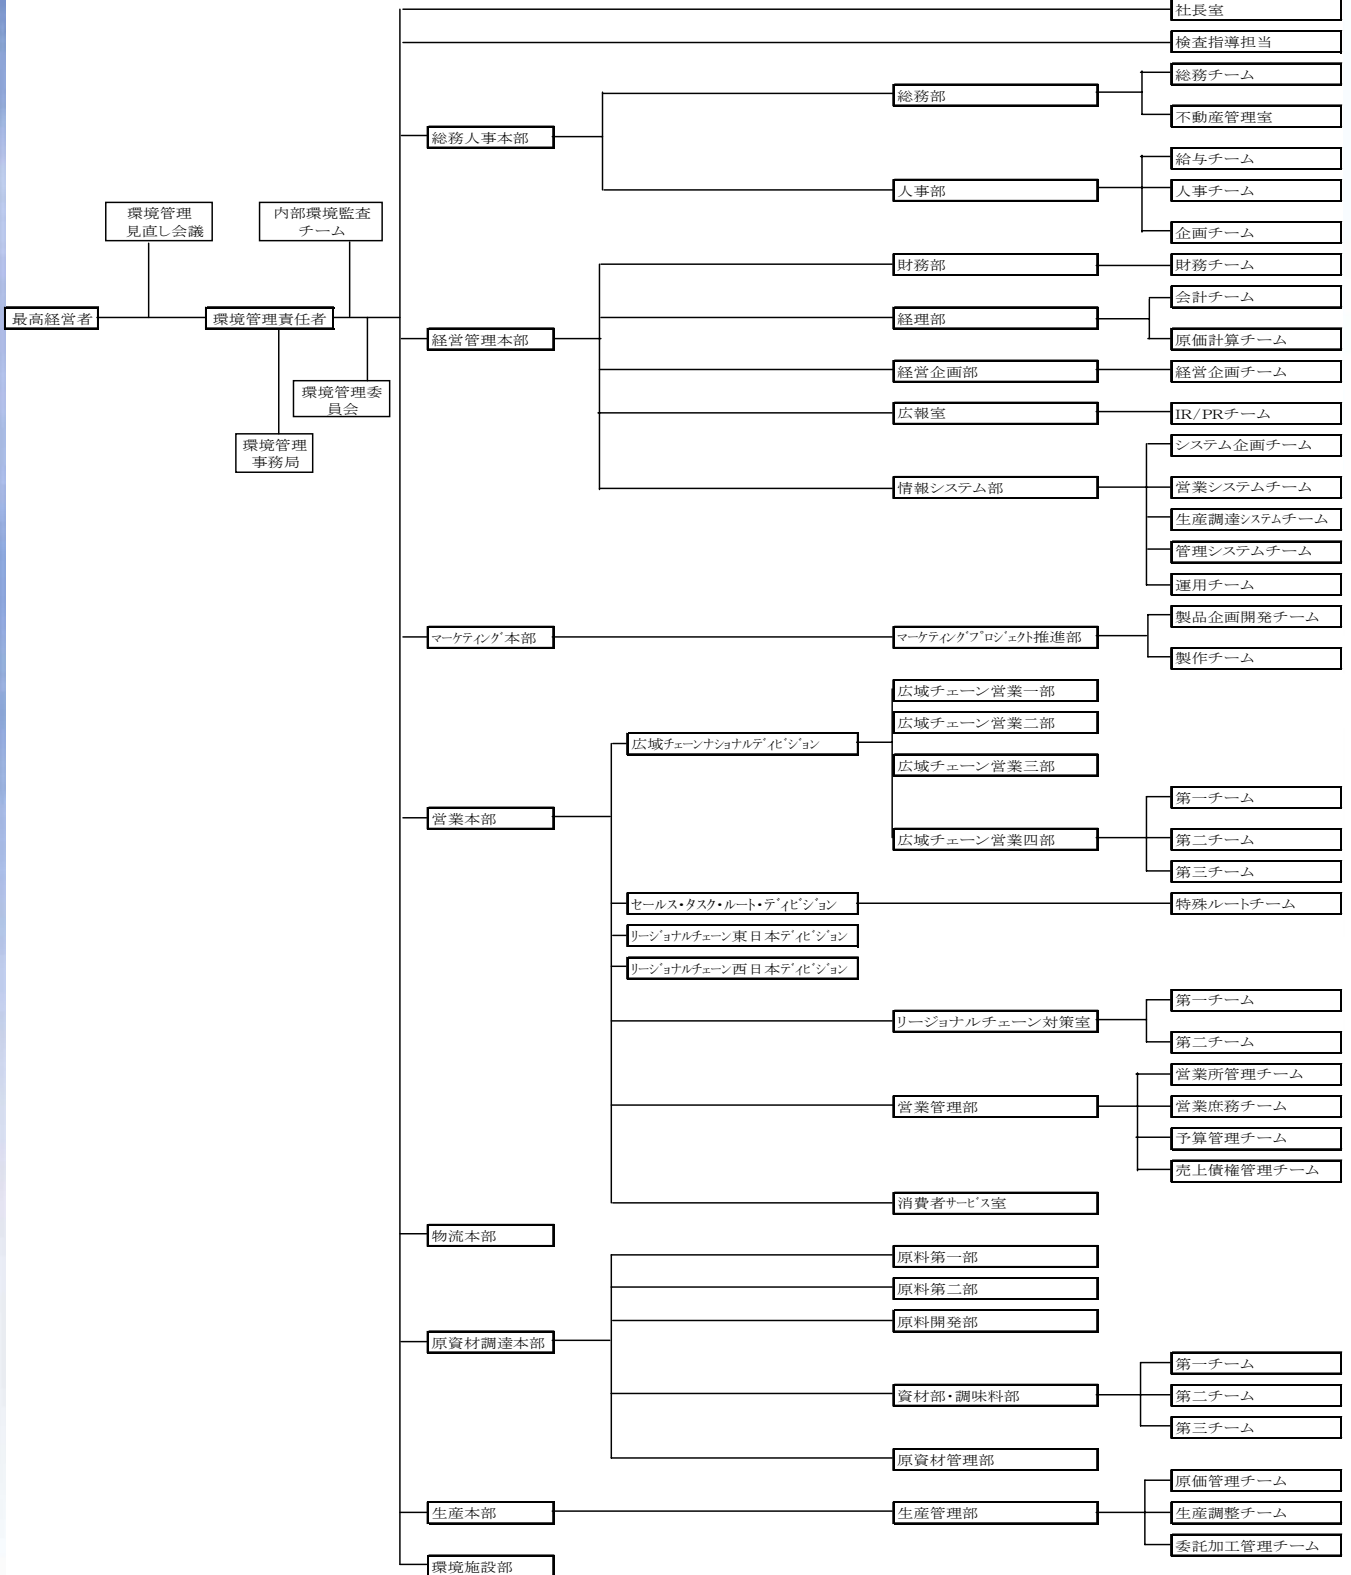 社長室
検査指導担当
総務チーム
総務部
不動産管理室
総務人事本部
給与チーム
人事部
人事チーム
環境管理
見直し会議
内部環境監査
チーム
企画チーム
財務部
財務チーム
会計チーム
最高経営者
環境管理責任者
経理部
経営管理本部
原価計算チーム
経営企画部
経営企画チーム
環境管理委
員会
広報室
IR/PRチーム
環境管理
事務局
システム企画チーム
情報システム部
営業システムチーム
生産調達システムチーム
管理システムチーム
運用チーム
製品企画開発チーム
マーケティング本部
マーケティングプロジェクト推進部
製作チーム
広域チェーン営業一部
広域チェーン営業二部
広域チェーンナショナルディビジョン
広域チェーン営業三部
第一チーム
営業本部
広域チェーン営業四部
第二チーム
第三チーム
セールス・タスク・ルート・ディビジョン
特殊ルートチーム
リージョナルチェーン東日本ディビジョン
リージョナルチェーン西日本ディビジョン
第一チーム
リージョナルチェーン対策室
第二チーム
営業所管理チーム
営業管理部
営業庶務チーム
予算管理チーム
売上債権管理チーム
消費者サービス室
物流本部
原料第一部
原料第二部
原料開発部
原資材調達本部
第一チーム
資材部・調味料部
第二チーム
第三チーム
原資材管理部
原価管理チーム
生産本部
生産管理部
生産調整チーム
委託加工管理チーム
環境施設部